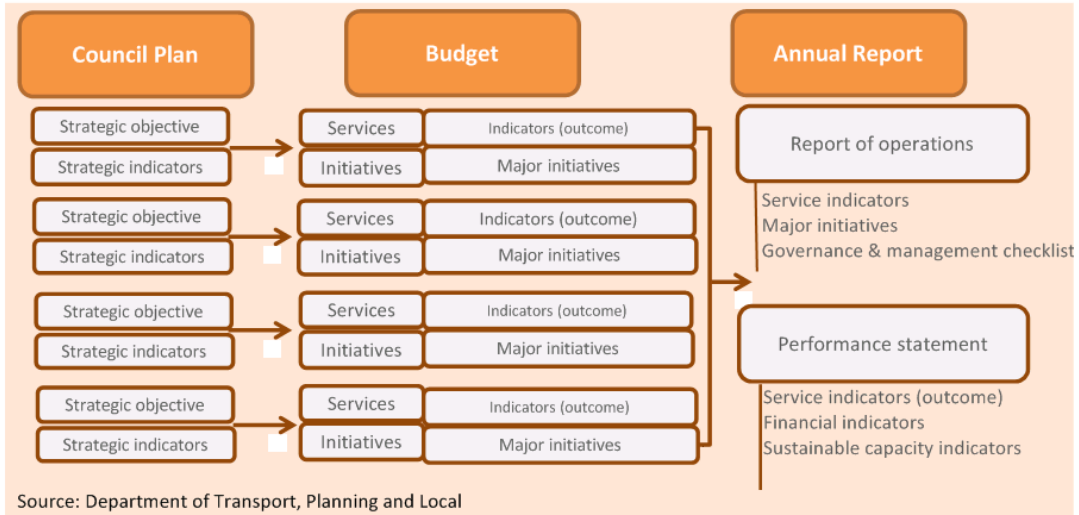 Council Plan
Budget
Annual Report
Strategic objective
Strategic indicators
Services
Indicators (outcome)
Initiatives
Major initiatives
Strategic objective
Strategic indicators
Services
Indicators (outcome)
Initiatives
Major initiatives
Strategic objective
Strategic indicators
Services
Indicators (outcome)
Initiatives
Major initiatives
Strategic objective
Strategic indicators
Services
Indicators (outcome)
Initiatives
Major initiatives
Report of operations
Service indicators
Major initiatives
Governance & management checklist
Performance statement
Service indicators (outcome)
Financial indicators
Sustainable capacity indicators
Source: Department of Transport, Planning and Local